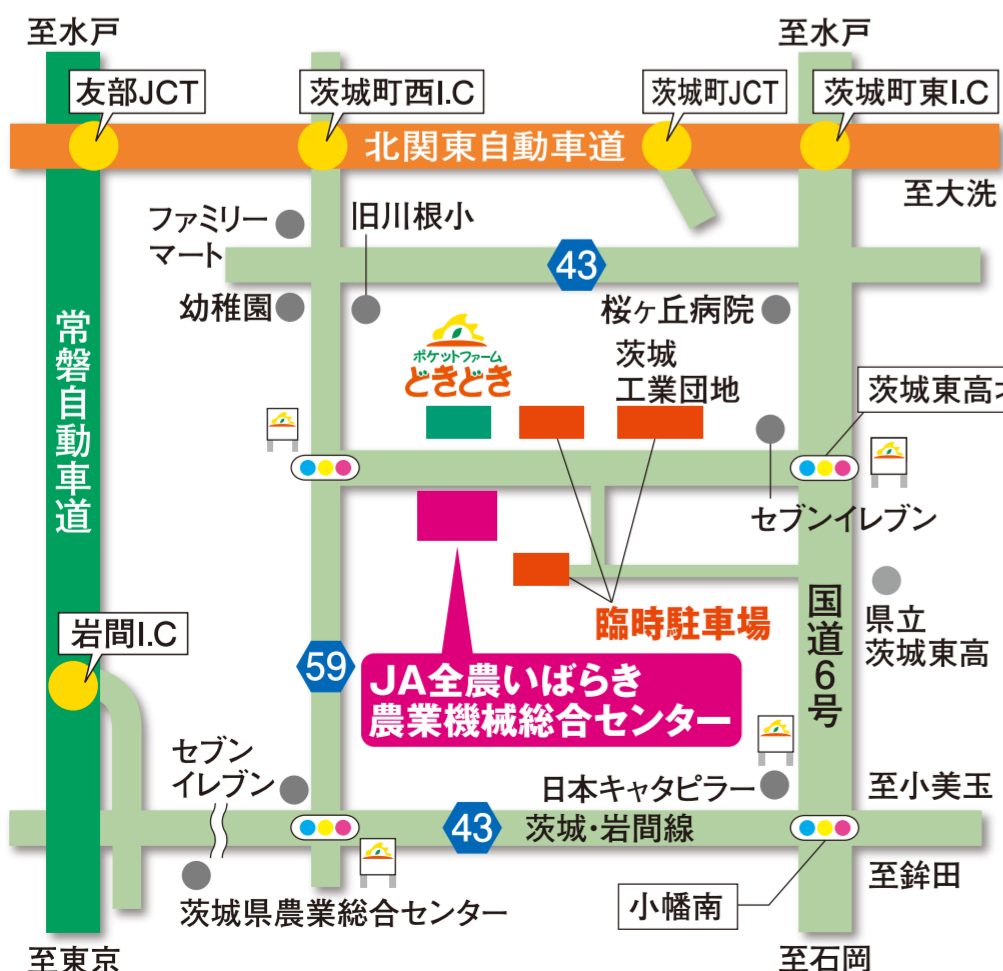 至水戸
至水戸
友部JCT
茨城町西I.C
茨城町JCT
茨城町東I.C
北関東自動車道
至大洗
ファミリー
マート
旧川根小
43
幼稚園
桜ヶ丘病院
常磐自動車道
ポケットファーム
どきどき
茨城
工業団地
茨城東高
セブンイレブン
臨時駐車場
国道6号
県立
茨城東高
岩間I.C
59
JA全農いばらき
農業機械総合センター
セブン
イレブン
日本キャタピラー
至小美玉
43
茨城・岩間線
至鉾田
小幡南
茨城県農業総合センター
至東京
至石岡